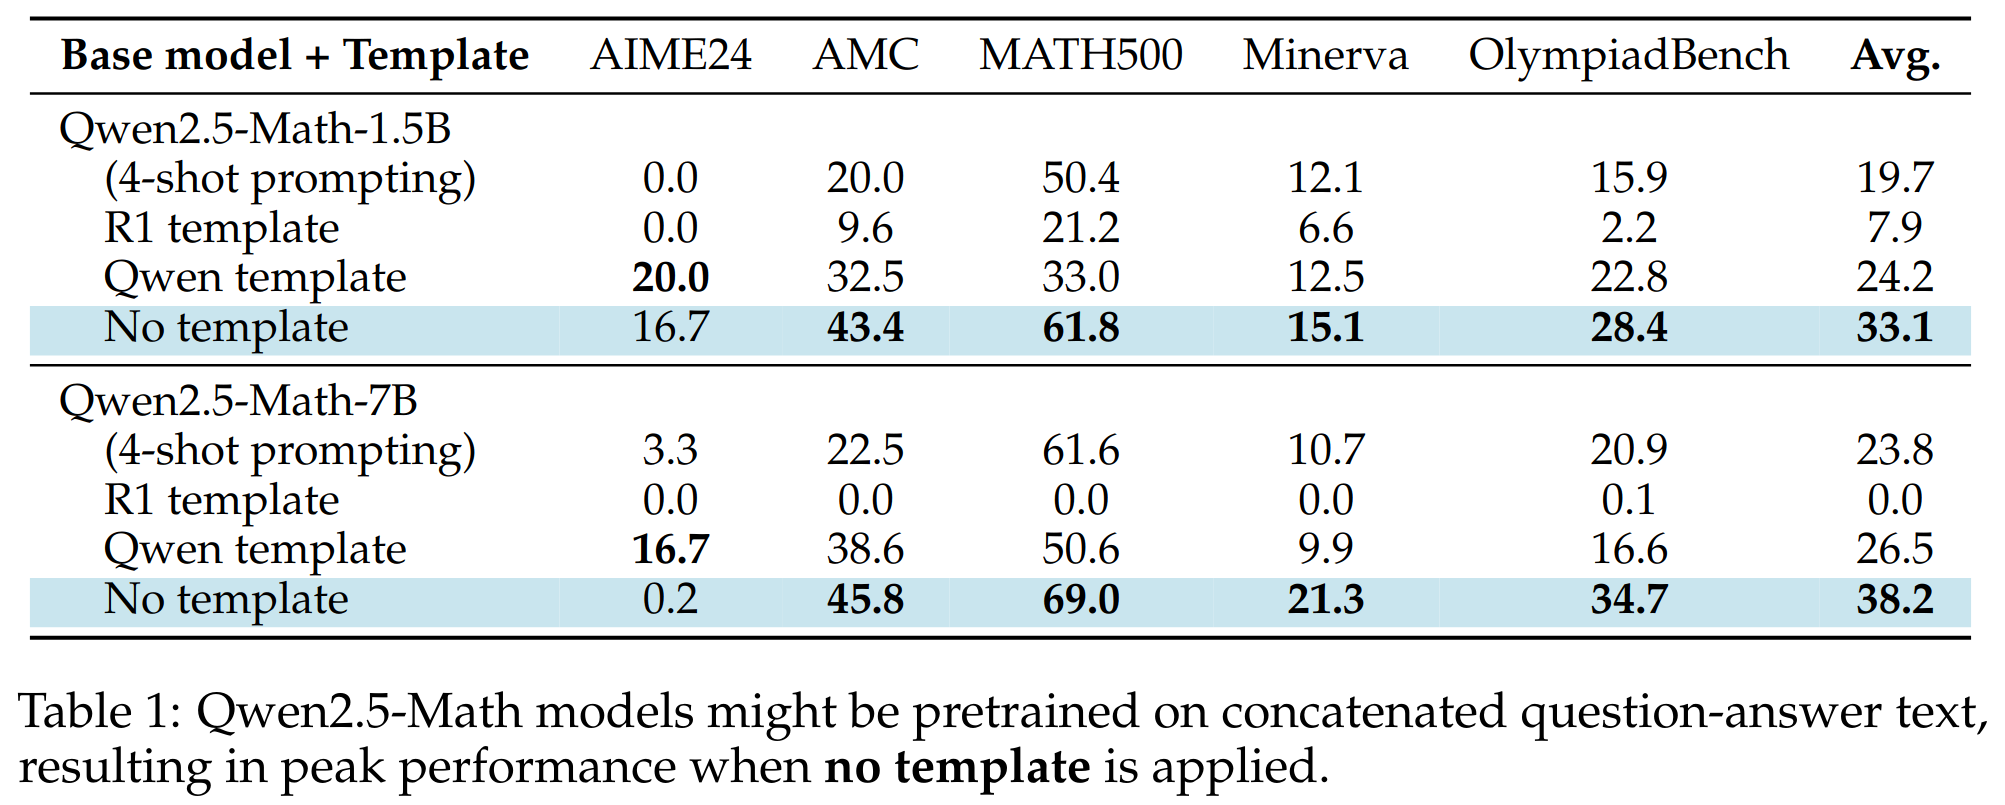 Base model + Template AIME24 AMC MATH500 Minerva OlympiadBench Avg.
Qwen2.5-Math-1.5B
(4-shot prompting) 0.0 20.0 50.4 12.1 15.9 19.7
R1 template 0.0 9.6 21.2 6.6 2.2 7.9
Qwen template 20.0 32.5 33.0 12.5 22.8 24.2
No template 16.7 43.4 61.8 15.1 28.4 33.1
Qwen2.5-Math-7B
(4-shot prompting) 3.3 22.5 61.6 10.7 20.9 23.8
R1 template 0.0 0.0 0.0 0.0 0.1 0.0
Qwen template 16.7 38.6 50.6 9.9 16.6 26.5
No template 0.2 45.8 69.0 21.3 34.7 38.2
Table 1: Qwen2.5-Math models might be pretrained on concatenated question-answer text,
resulting in peak performance when no template is applied.